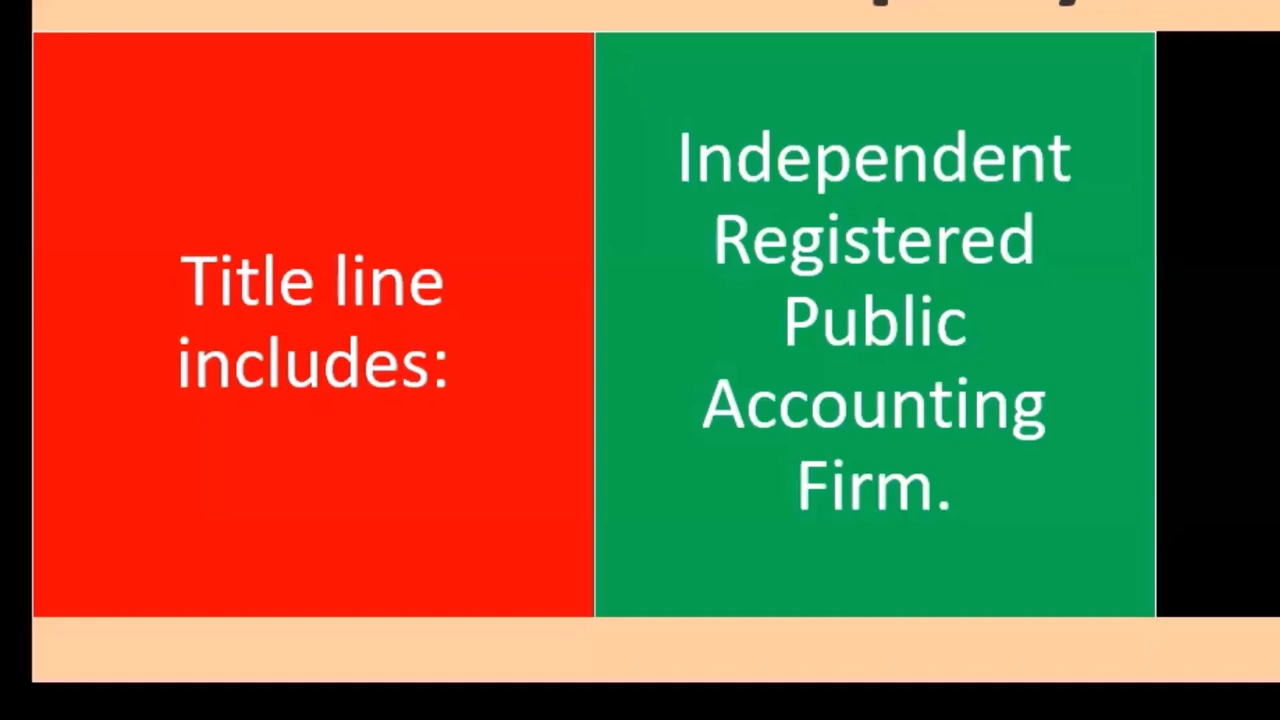 Title line
includes:
Independent
Registered
Public
Accounting
Firm.